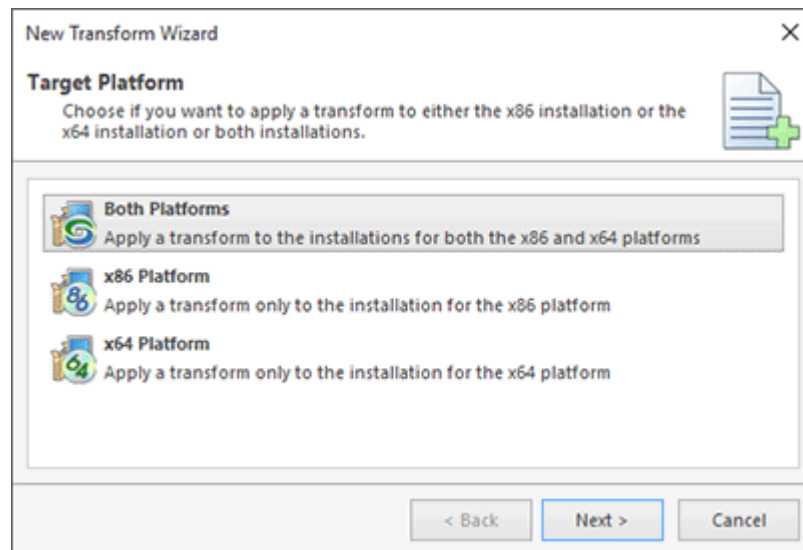 New Transform Wizard
Target Platform
Choose if you want to apply a transform to either the x86 installation or the
x64 installation or both installations.
Both Platforms
Apply a transform to the installations for both the x86 and x64 platforms
86
x86 Platform
Apply a transform only to the installation for the x86 platform
64
x64 Platform
Apply a transform only to the installation for the x64 platform
< Back
Next >
Cancel